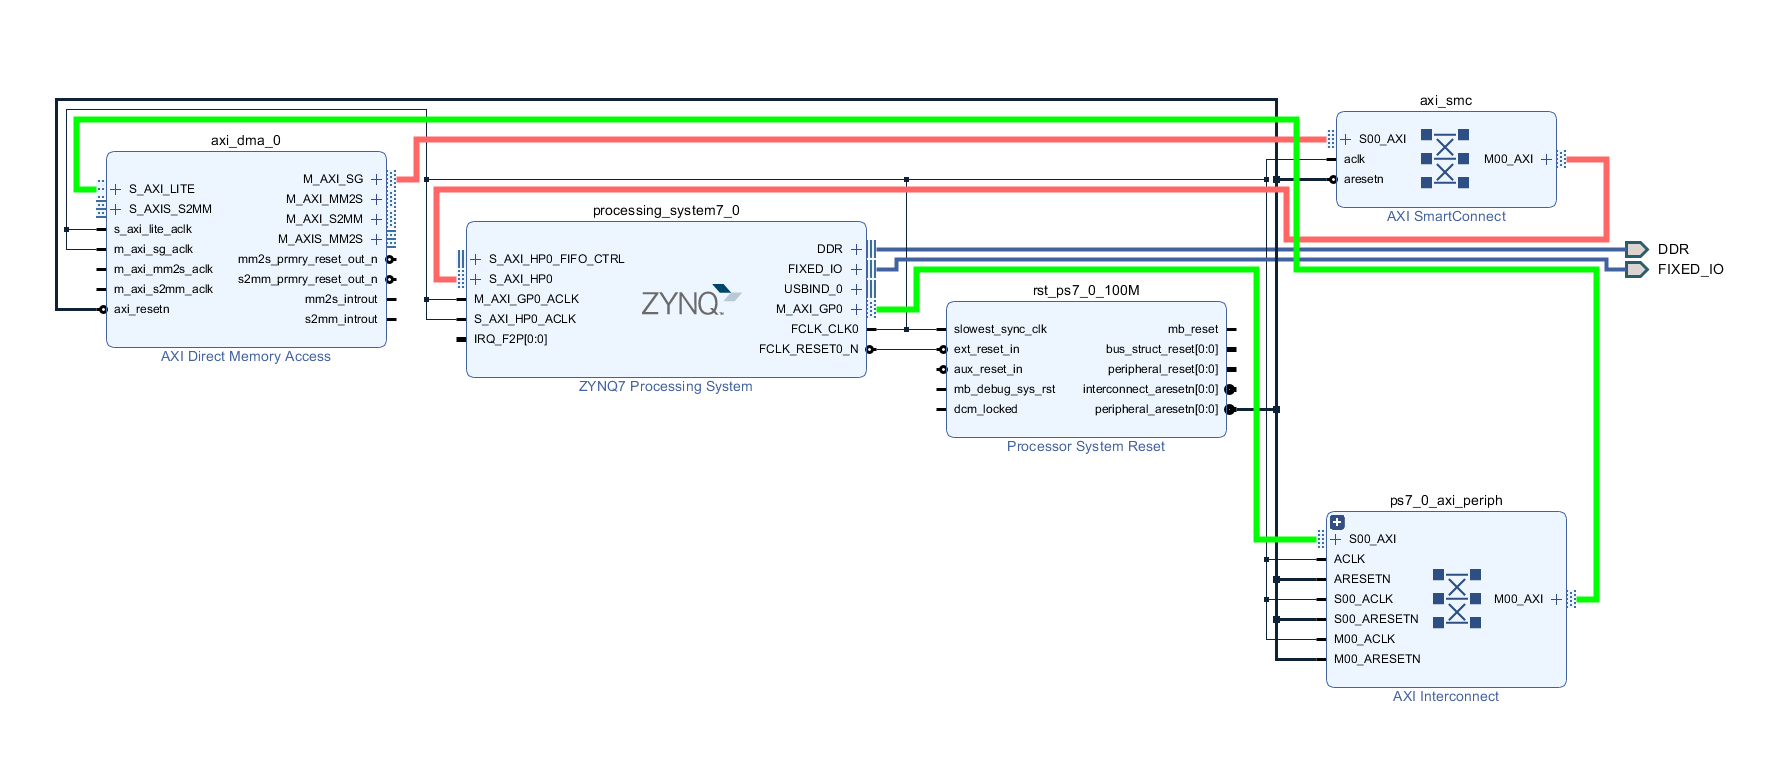 axi_dma_0
S_AXI_LITE
S_AXIS_S2MM
s_axi_lite_aclk
m_axi_sg_aclk
m_axi_mm2s_aclk
m_axi_s2mm_aclk
axi_resetn
M_AXI_SG
M_AXI_MM2S
M_AXI_S2MM
M_AXIS_MM2S
mm2s_prmry_reset_out_n
s2mm_prmry_reset_out_n
mm2s_introut
s2mm_introut
AXI Direct Memory Access
processing_system7_0
S_AXI_HP0_FIFO_CTRL
S_AXI_HP0
M_AXI_GP0_ACLK
S_AXI_HP0_ACLK
IRQ_F2P[0:0]
ZYNQ
DDR
FIXED_IO
USBIND_0
M_AXI_GP0
FCLK_CLK0
FCLK_RESET0_N
ZYNQ7 Processing System
rst_ps7_0_100M
slowest_sync_clk
ext_reset_in
aux_reset_in
mb_debug_sys_rst
dcm_locked
mb_reset
bus_struct_reset[0:0]
peripheral_reset[0:0]
interconnect_aresetn[0:0]
peripheral_aresetn[0:0]
Processor System Reset
axi_smc
S00_AXI
aclk
aresetn
M00_AXI
AXI SmartConnect
DDR
FIXED_IO
ps7_0_axi_periph
S00_AXI
ACLK
ARESETN
S00_ACLK
S00_ARESETN
M00_ACLK
M00_ARESETN
M00_AXI
AXI Interconnect